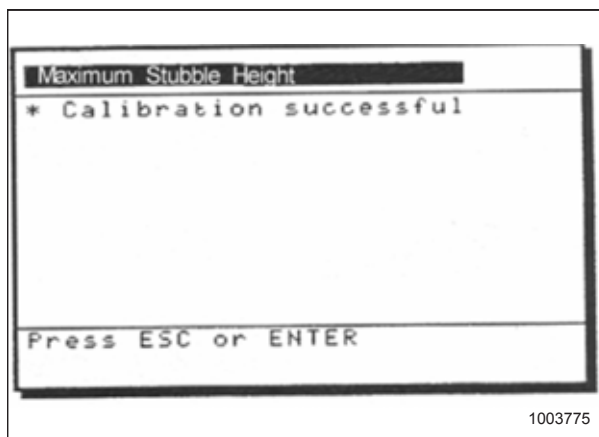 Maximum Stubble Height
* Calibration successful
Press ESC or ENTER
1003775